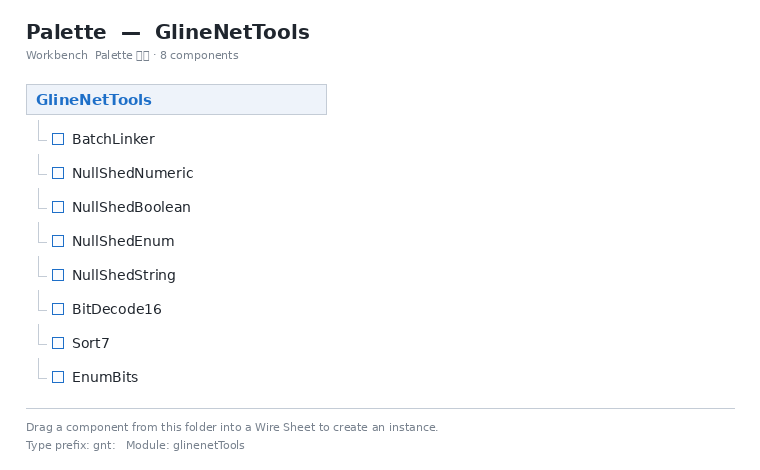 Palette — GlineNetTools
Workbench Palette · 8 components
GlineNetTools
BatchLinker
NullShedNumeric
NullShedBoolean
NullShedEnum
NullShedString
BitDecode16
Sort7
EnumBits
Drag a component from this folder into a Wire Sheet to create an instance.
Type prefix: gnt: Module: glinenetTools